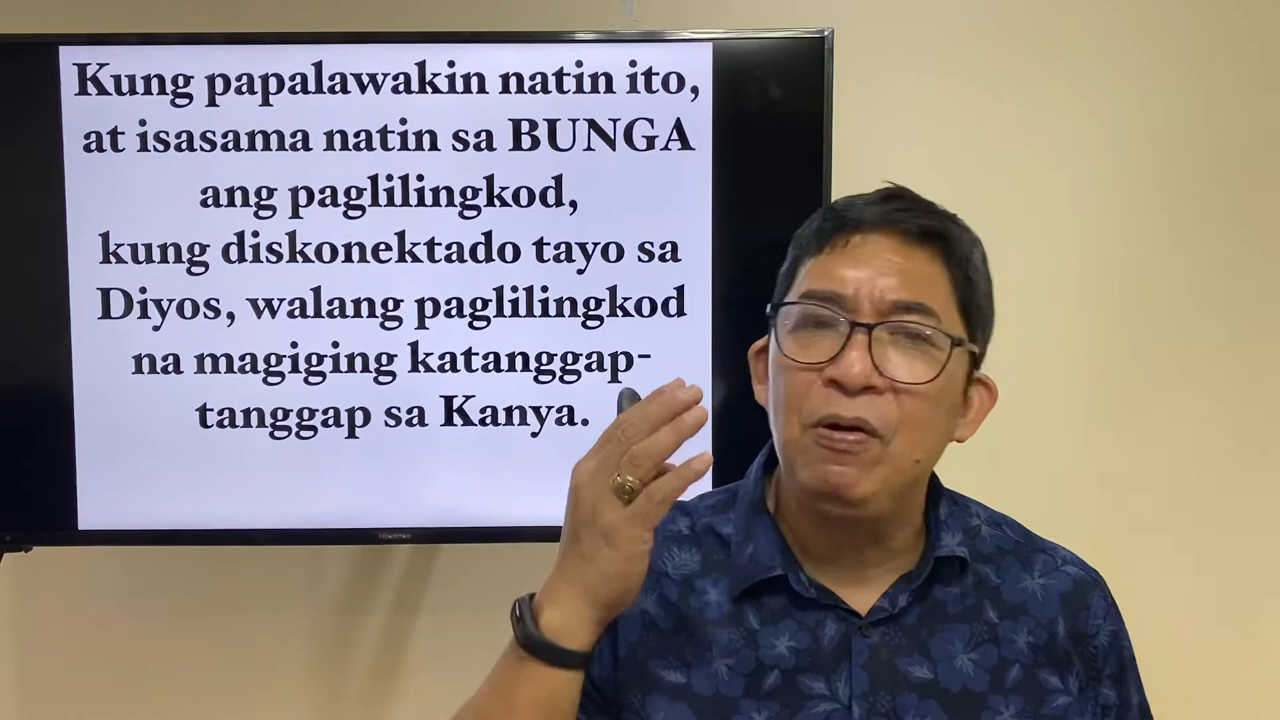 Kung papalawakin natin ito,
at isasama natin sa BUNGA
ang paglilingkod,
kung diskonektado tayo sa
Diyos, walang paglilingkod
na magiging katanggap-
tanggap sa Kanya.
Hisense